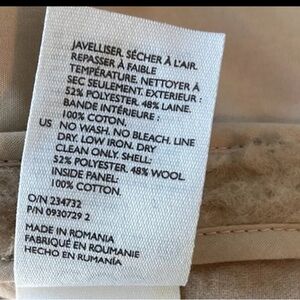 JAVELLISER. SÉCHER À L'AIR.
REPASSER À FAIBLE
TEMPÉRATURE. NETTOYER À
SEC SEULEMENT. EXTERIEUR :
52% POLYESTER. 48% LAINE.
BANDE INTÉRIEURE :
100% COTON.
US NO WASH. NO BLEACH. LINE
DRY. LOW IRON. DRY
CLEAN ONLY. SHELL:
52% POLYESTER. 48% WOOL.
INSIDE PANEL:
100% COTTON.
O/N 234732
P/N 0930729 2
MADE IN ROMANIA
FABRIQUÉ EN ROUMANIE
HECHO EN RUMANÍA